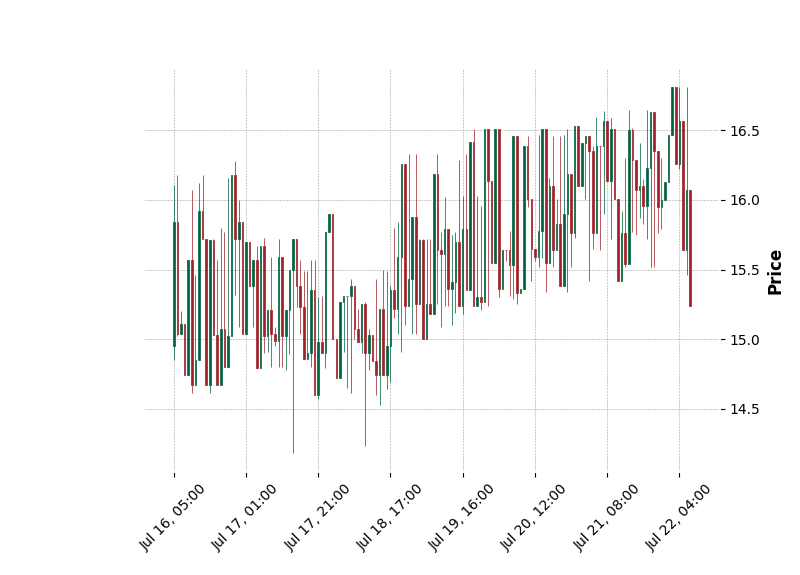 16.5
16.0
15.5
15.0
14.5
Price
Jul 16, 05:00
Jul 17, 01:00
Jul 17, 21:00
Jul 18, 17:00
Jul 19, 16:00
Jul 20, 12:00
Jul 21, 08:00
Jul 22, 04:00